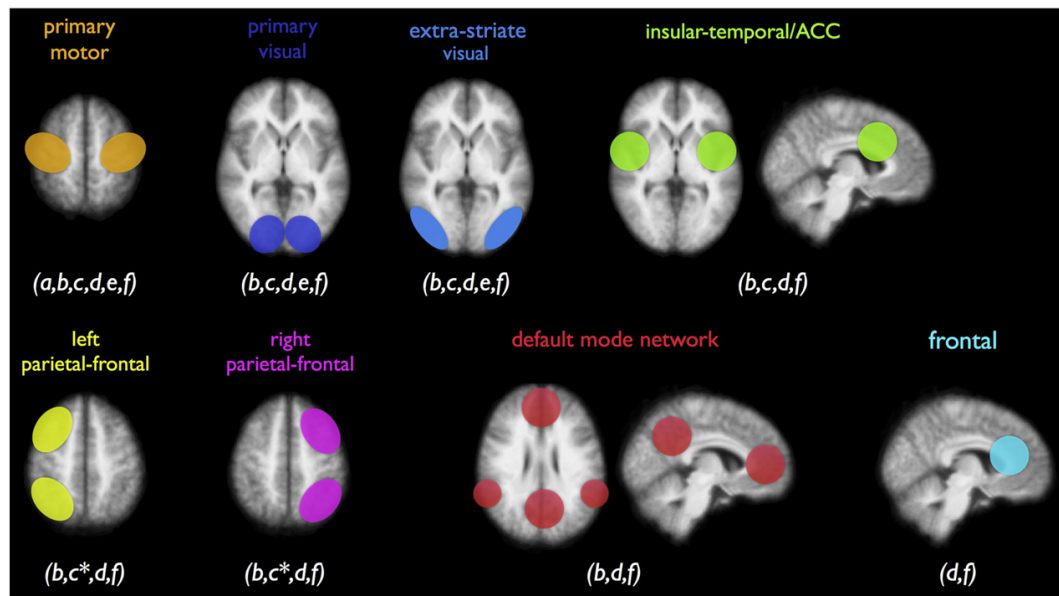 primary
motor
primary
visual
extra-striate
visual
insular-temporal/ACC
(a,b,c,d,e,f)
(b,c,d,e,f)
(b,c,d,e,f)
(b,c,d,f)
left
parietal-frontal
right
parietal-frontal
default mode network
frontal
(b,c*,d,f)
(b,c*,d,f)
(b,d,f)
(d,f)